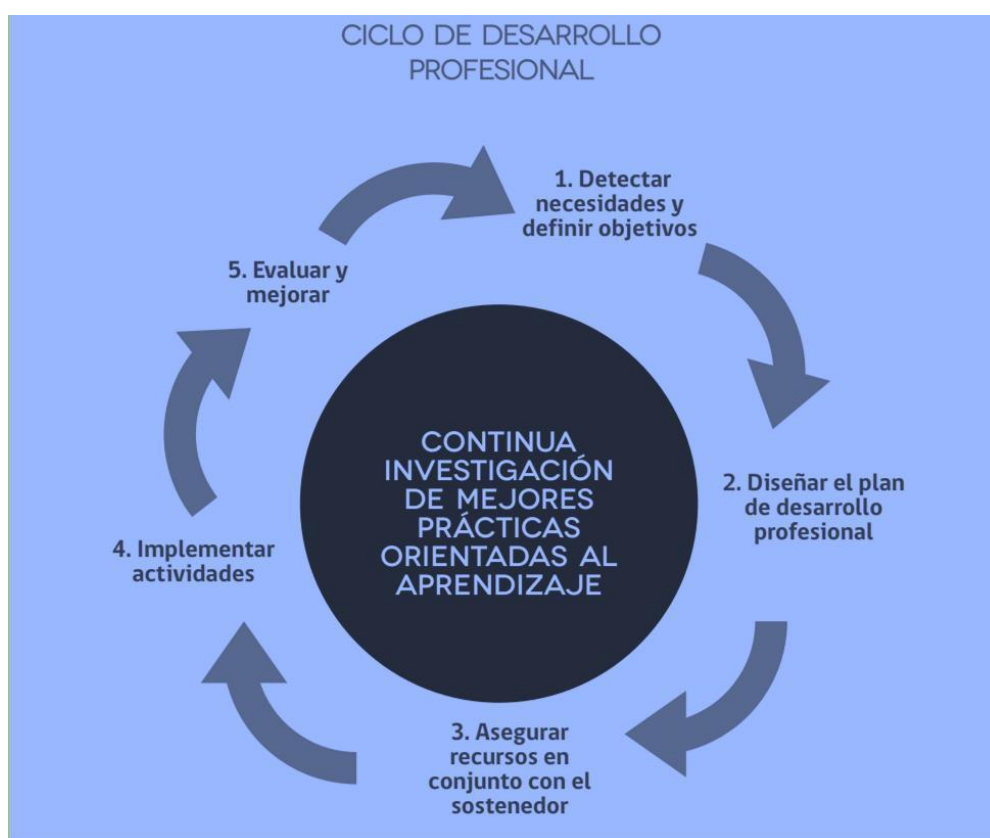 CICLO DE DESARROLLO
PROFESIONAL
1. Detectar
necesidades y
definir objetivos
2. Diseñar el plan
de desarrollo
profesional
3. Asegurar
recursos en
conjunto con el
sostenedor
4. Implementar
actividades
5. Evaluar y
mejorar
CONTINUA
INVESTIGACIÓN
DE MEJORES
PRÁCTICAS
ORIENTADAS AL
APRENDIZAJE